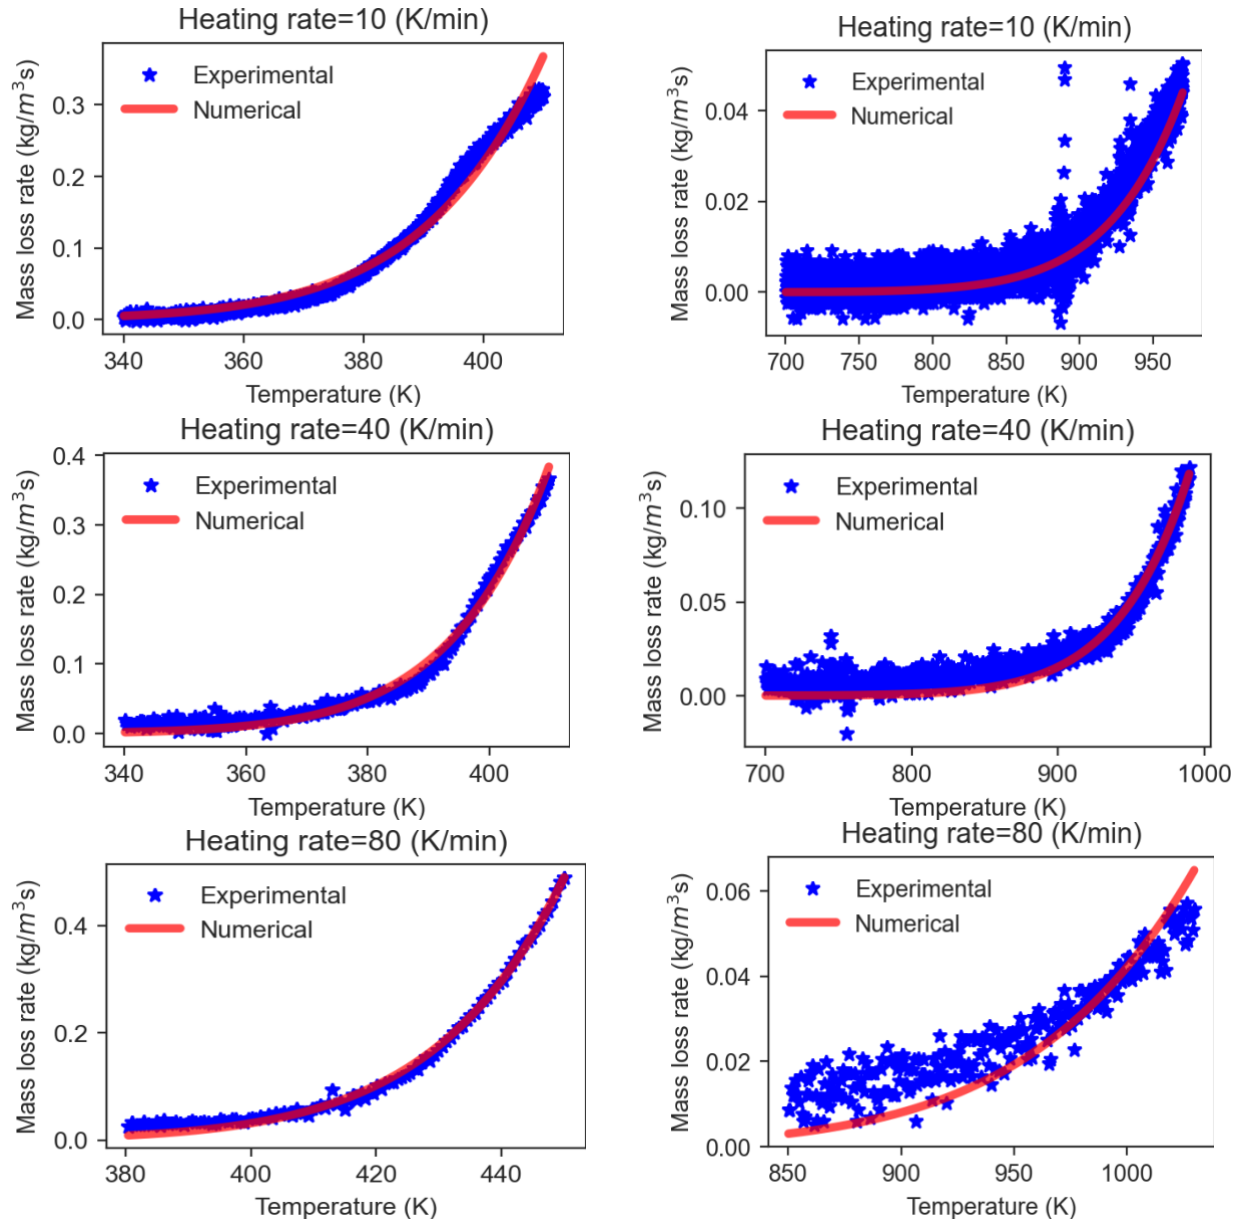 Heating rate=10 (K/min)
Mass loss rate (kg/m³s)
0.3
0.2
0.1
0.0
Experimental
Numerical
340 360 380 400
Temperature (K)
Heating rate=10 (K/min)
Mass loss rate (kg/m³s)
0.04
0.02
0.00
Experimental
Numerical
700 750 800 850 900 950
Temperature (K)
Heating rate=40 (K/min)
Mass loss rate (kg/m³s)
0.4
0.3
0.2
0.1
0.0
Experimental
Numerical
340 360 380 400
Temperature (K)
Heating rate=40 (K/min)
Mass loss rate (kg/m³s)
0.10
0.05
0.00
Experimental
Numerical
700 800 900 1000
Temperature (K)
Heating rate=80 (K/min)
Mass loss rate (kg/m³s)
0.4
0.2
0.0
Experimental
Numerical
380 400 420 440
Temperature (K)
Heating rate=80 (K/min)
Mass loss rate (kg/m³s)
0.06
0.04
0.02
0.00
Experimental
Numerical
850 900 950 1000
Temperature (K)